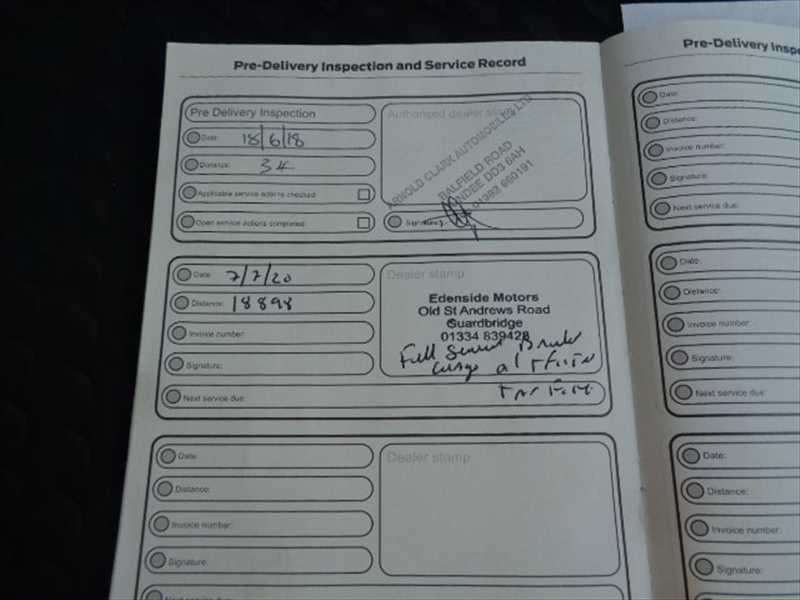 Pre-Delivery Inspection and Service Record
Pre Delivery Inspection
Date: 18/6/18
Distance: 34
Applicable service actions checked
Open service actions completed
Authorised dealer
ARNOLD CLARK AUTOMOBILES LTD
BALFIELD ROAD
DUNDEE DD3 6AH
01382 660191
Signature
Date: 7/7/20
Distance: 18898
Invoice number:
Signature:
Next service due:
Dealer stamp
Edenside Motors
Old St Andrews Road
Guardbridge
01334 839428
Full Service
Date:
Distance:
Invoice number:
Signature:
Next service due:
Dealer stamp
Pre-Delivery
Date:
Distance:
Invoice number:
Signature:
Next service due:
Date:
Distance:
Invoice number:
Signature:
Next service due:
Date:
Distance:
Invoice number:
Signature: